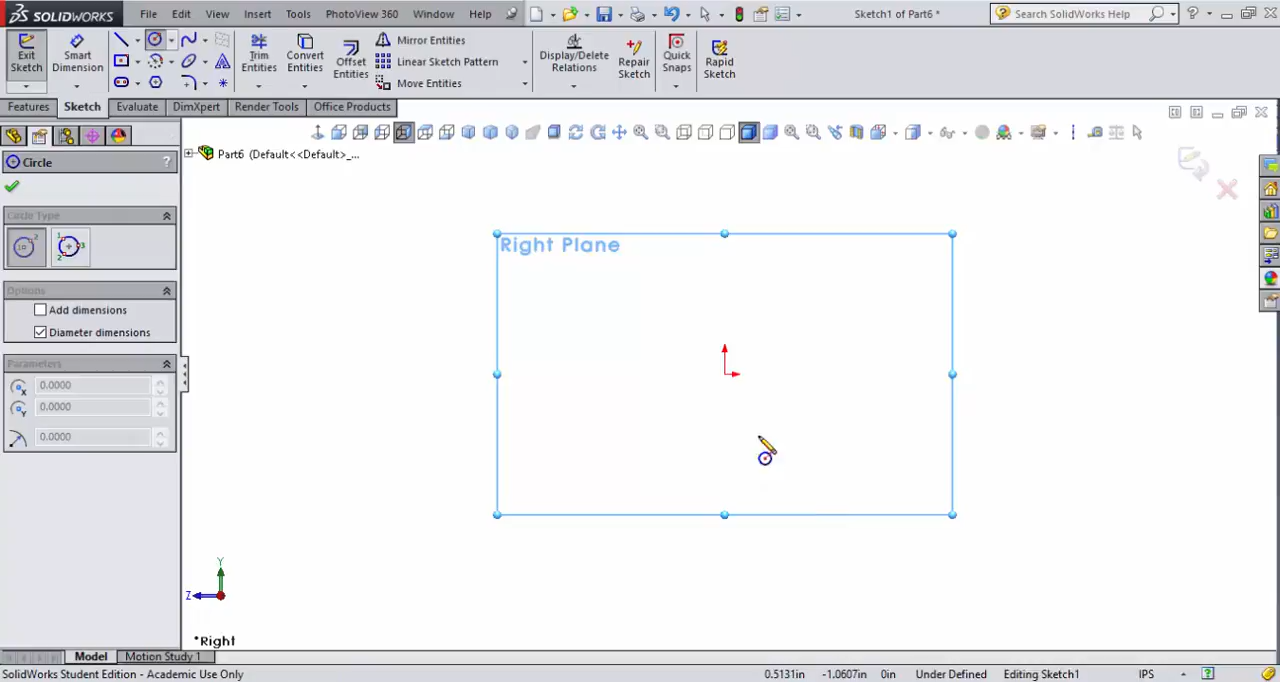 SOLIDWORKS File Edit View Insert Tools PhotoView 360 Window Help Sketch1 of Part6 * Search SolidWorks Help
Exit Sketch
Smart Dimension
Trim Entities
Convert Entities
Offset Entities
Mirror Entities
Linear Sketch Pattern
Move Entities
Display/Delete Relations
Repair Sketch
Quick Snaps
Rapid Sketch
Features Sketch Evaluate DimXpert Render Tools Office Products
Part6 (Default<<Default>_...
Circle ?
Circle Type
Options
Add dimensions
Diameter dimensions
Parameters
0.0000
0.0000
0.0000
Right Plane
Y
Z
*Right
Model Motion Study 1
SolidWorks Student Edition - Academic Use Only 0.5131in -1.0607in 0in Under Defined Editing Sketch1 IPS